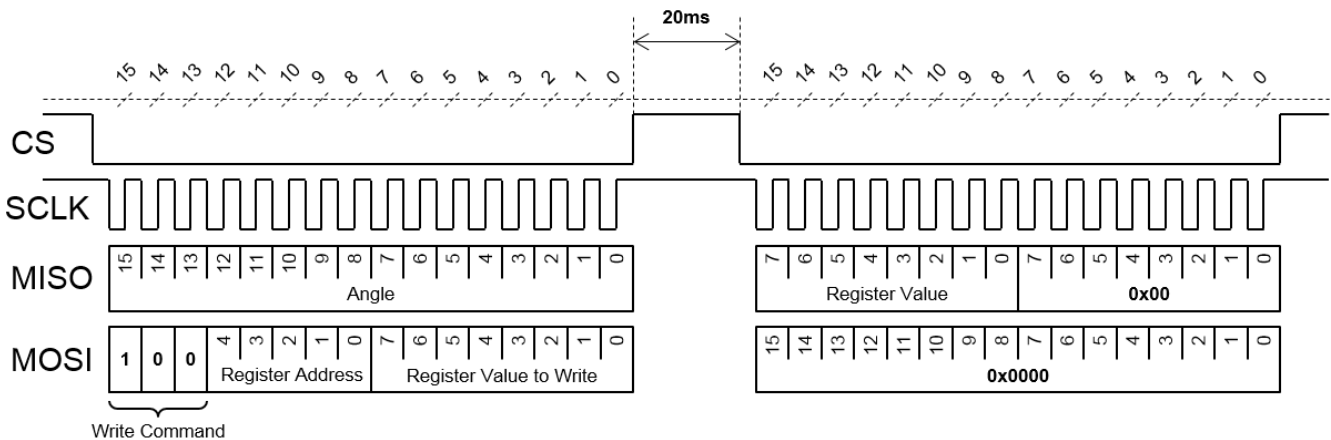 20ms
15 14 13 12 11 10 9 8 7 6 5 4 3 2 1 0 15 14 13 12 11 10 9 8 7 6 5 4 3 2 1 0
CS
SCLK
MISO 15 14 13 12 11 10 9 8 7 6 5 4 3 2 1 0 7 6 5 4 3 2 1 0 7 6 5 4 3 2 1 0
Angle Register Value 0x00
MOSI 1 0 0 4 3 2 1 0 7 6 5 4 3 2 1 0 15 14 13 12 11 10 9 8 7 6 5 4 3 2 1 0
Register Address Register Value to Write 0x0000
Write Command